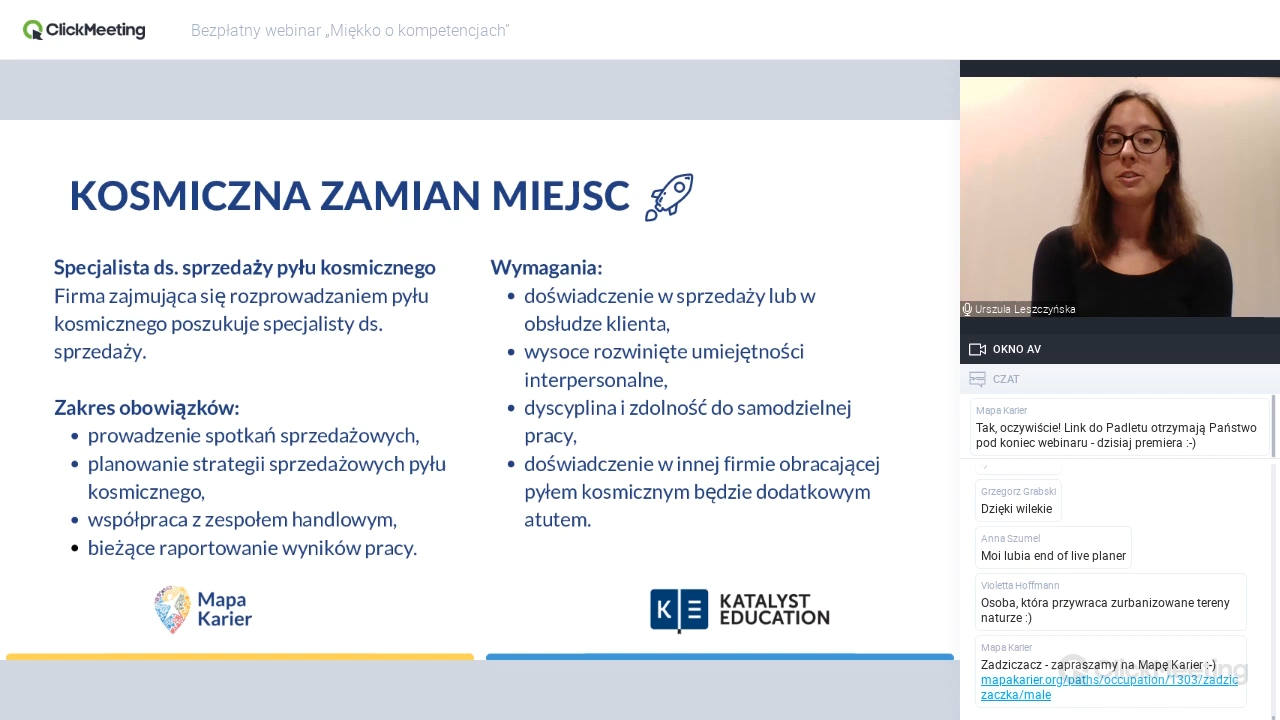 ClickMeeting
Bezpłatny webinar „Miękko o kompetencjach”
KOSMICZNA ZAMIAN MIEJSC
Specjalista ds. sprzedaży pyłu kosmicznego
Firma zajmująca się rozprowadzaniem pyłu
kosmicznego poszukuje specjalisty ds.
sprzedaży.
Zakres obowiązków:
• prowadzenie spotkań sprzedażowych,
• planowanie strategii sprzedażowych pyłu
kosmicznego,
• współpraca z zespołem handlowym,
• bieżące raportowanie wyników pracy.
Wymagania:
• doświadczenie w sprzedaży lub w
obsłudze klienta,
• wysoce rozwinięte umiejętności
interpersonalne,
• dyscyplina i zdolność do samodzielnej
pracy,
• doświadczenie w innej firmie obracającej
pyłem kosmicznym będzie dodatkowym
atutem.
Mapa
Karier
K
KATALYST
EDUCATION
Urszula Leszczyńska
OKNO AV
CZAT
Mapa Karier
Tak, oczywiście! Link do Padletu otrzymają Państwo
pod koniec webinaru - dzisiaj premiera :-)
Grzegorz Grabski
Dzięki wilekie
Anna Szumel
Moi lubia end of live planer
Violetta Hoffmann
Osoba, która przywraca zurbanizowane tereny
naturze :)
Mapa Karier
Zadziczacz - zapraszamy na Mapę Karier :-)
mapakarier.org/paths/occupation/1303/zadzic
zaczka/male
ClickMeeting